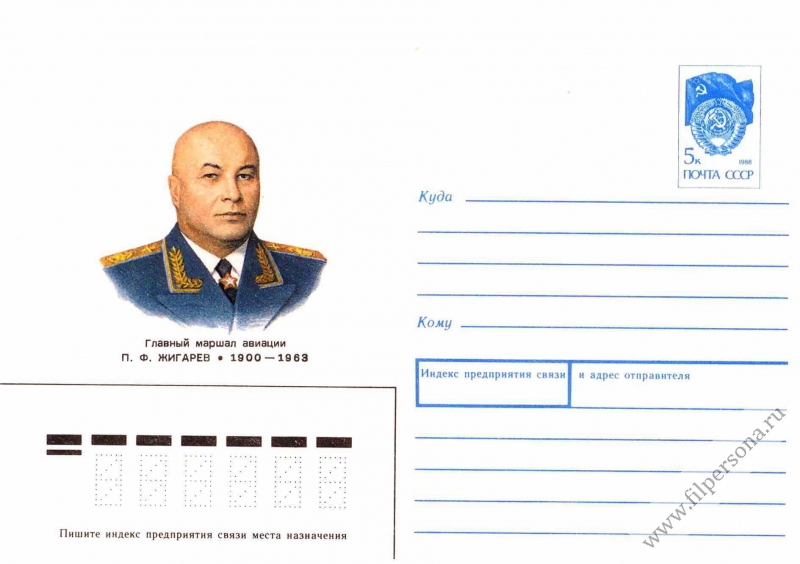 5к 1988
ПОЧТА СССР
Куда
Кому
Главный маршал авиации
П. Ф. ЖИГАРЕВ • 1900—1963
Индекс предприятия связи и адрес отправителя
Пишите индекс предприятия связи места назначения
www.filpersona.ru